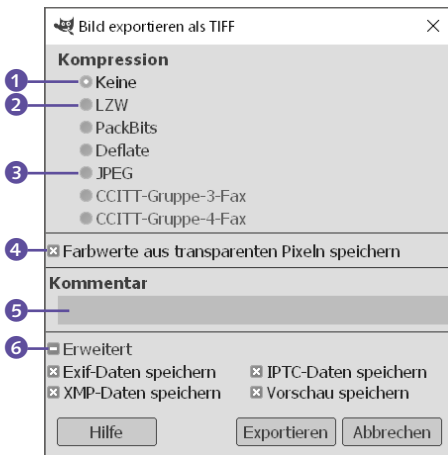 Bild exportieren als TIFF
Kompression
1 Keine
2 LZW
PackBits
Deflate
3 JPEG
CCITT-Gruppe-3-Fax
CCITT-Gruppe-4-Fax
4 Farbwerte aus transparenten Pixeln speichern
Kommentar
5
6 Erweitert
Exif-Daten speichern IPTC-Daten speichern
XMP-Daten speichern Vorschau speichern
Hilfe Exportieren Abbrechen